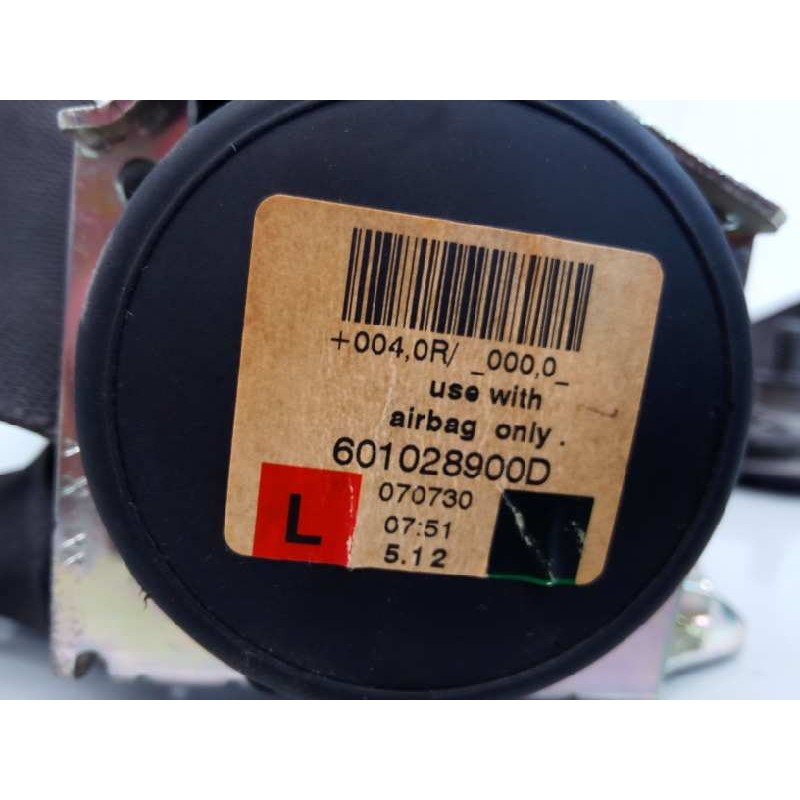 +004,0R/ _000,0_
use with
airbag only.
601028900D
L
070730
07:51
5.12